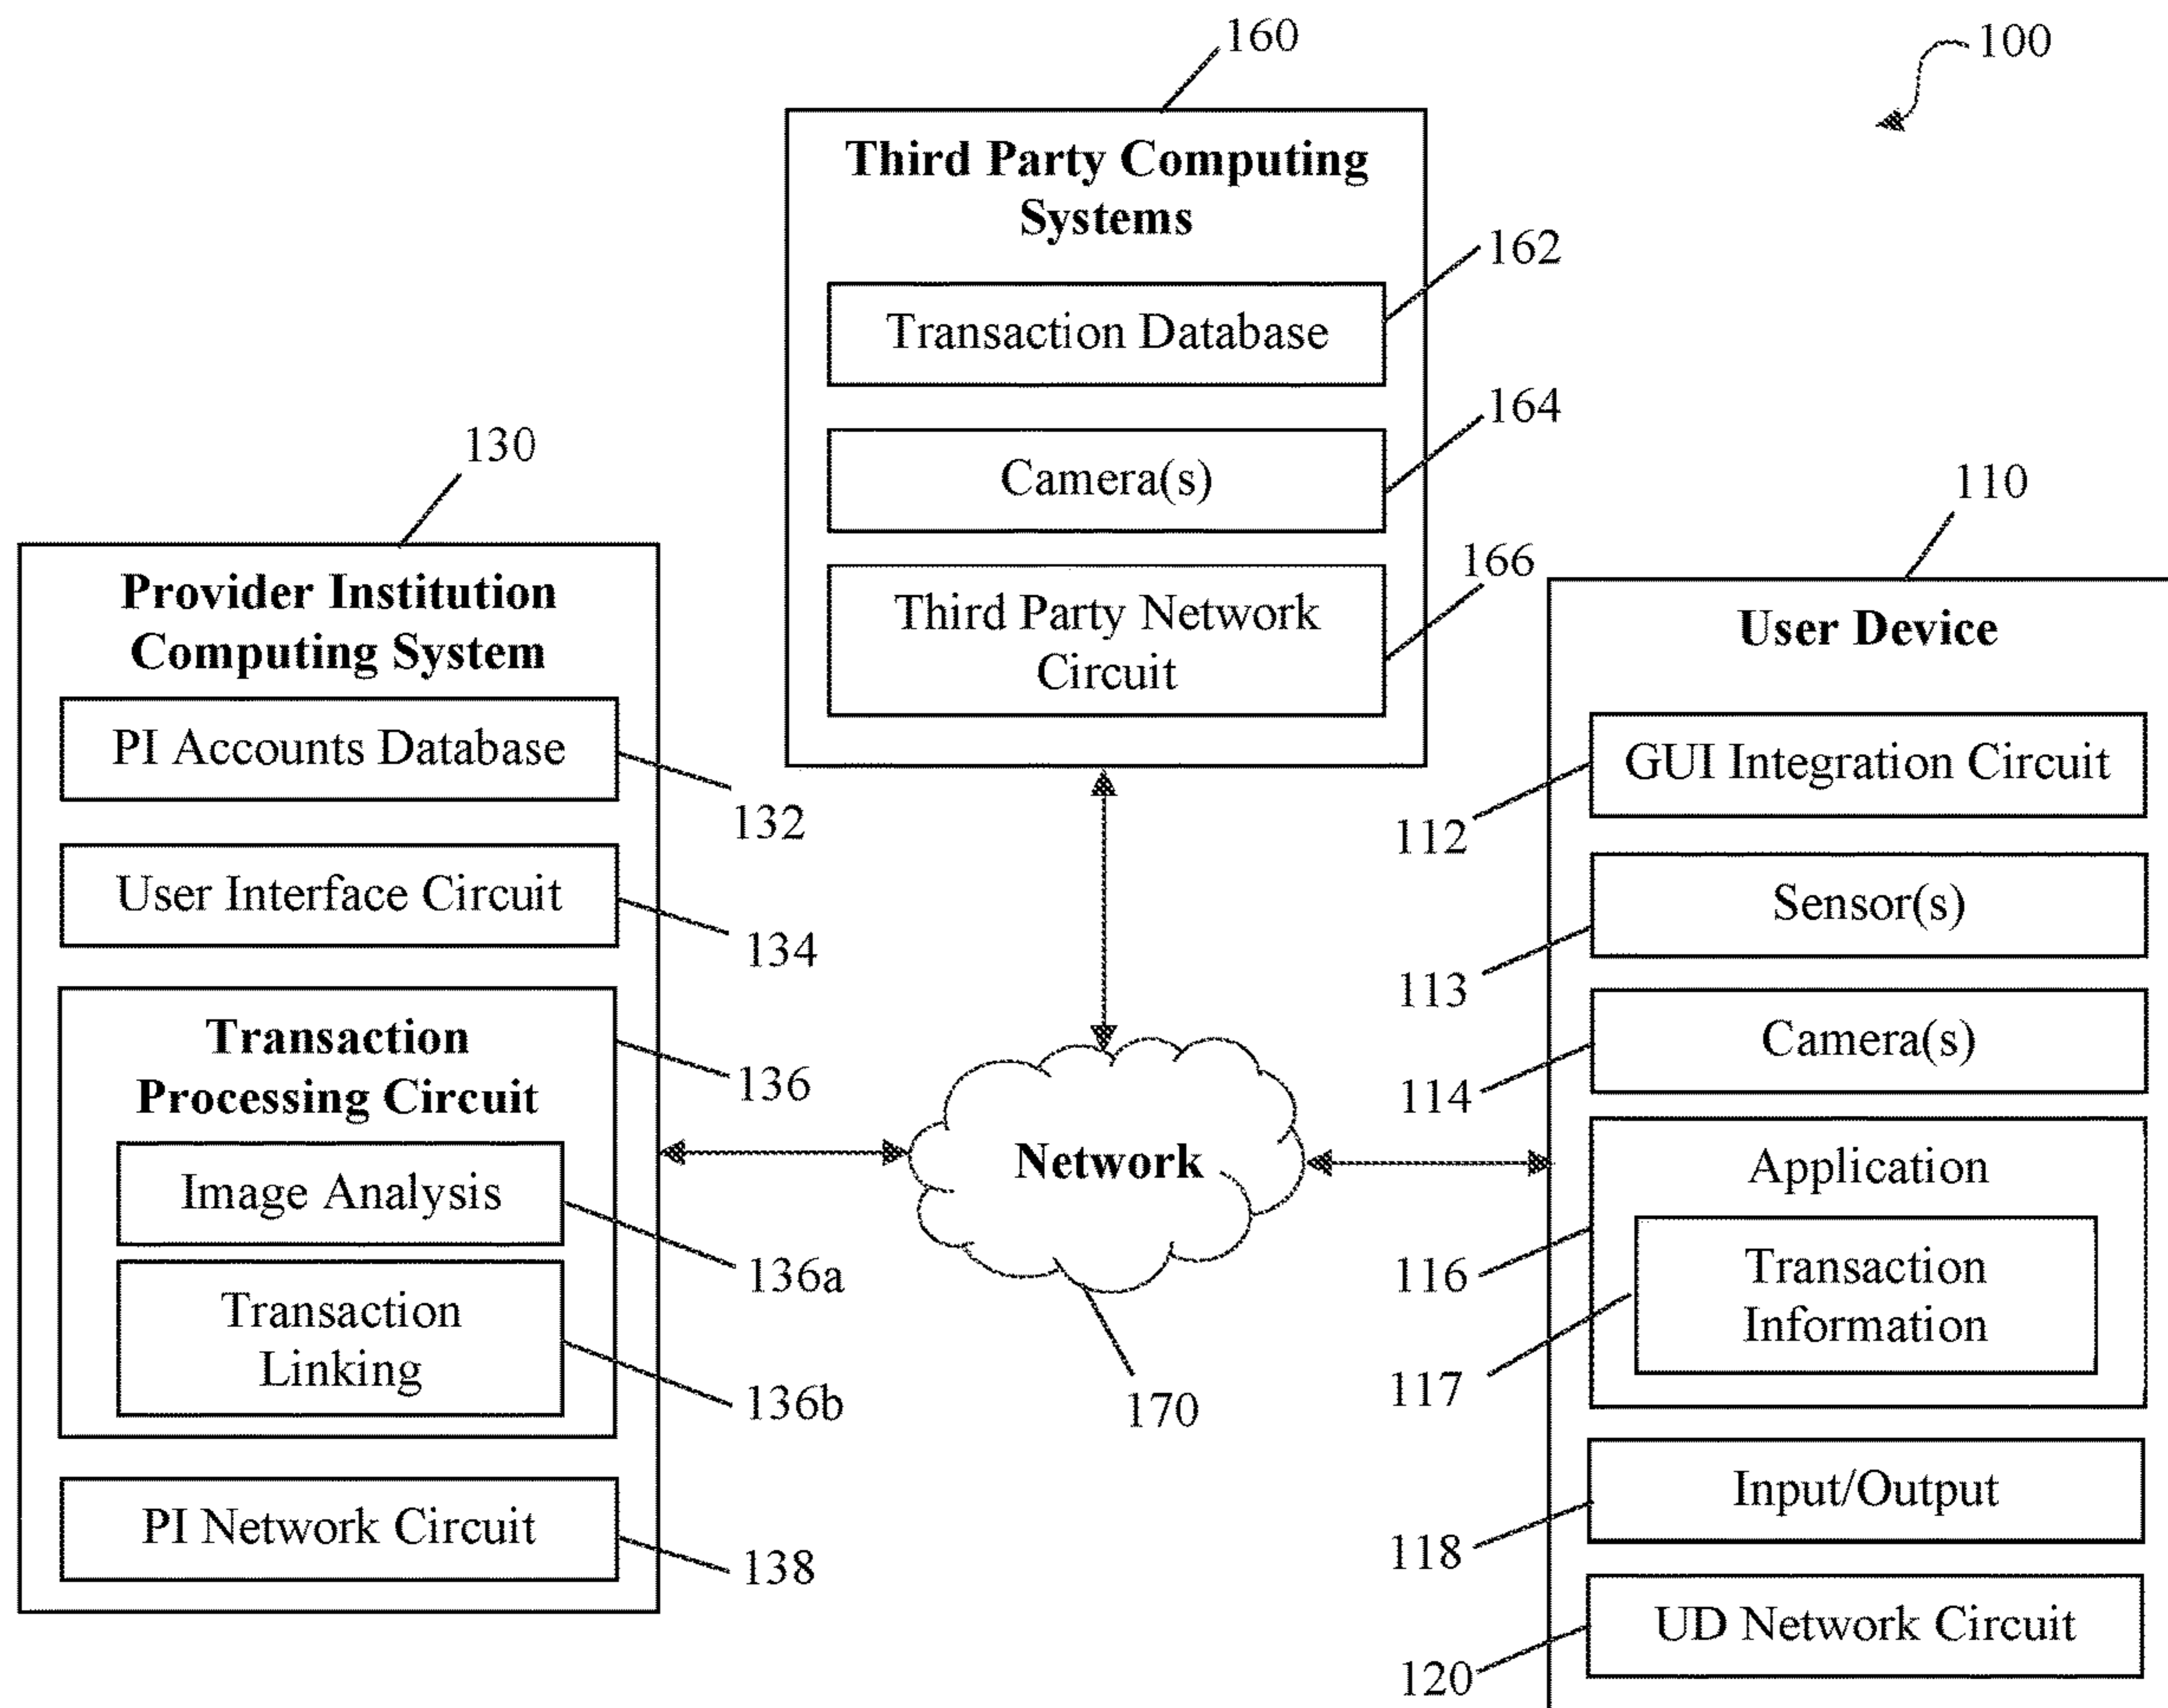 160
100
Third Party Computing
Systems
162
Transaction Database
164
Camera(s)
166
Third Party Network
Circuit
130
Provider Institution
Computing System
PI Accounts Database
132
User Interface Circuit
134
Transaction
Processing Circuit
136
Image Analysis
136a
Transaction
Linking
136b
PI Network Circuit
138
Network
170
110
User Device
GUI Integration Circuit
112
Sensor(s)
113
Camera(s)
114
Application
116
Transaction
Information
117
Input/Output
118
UD Network Circuit
120